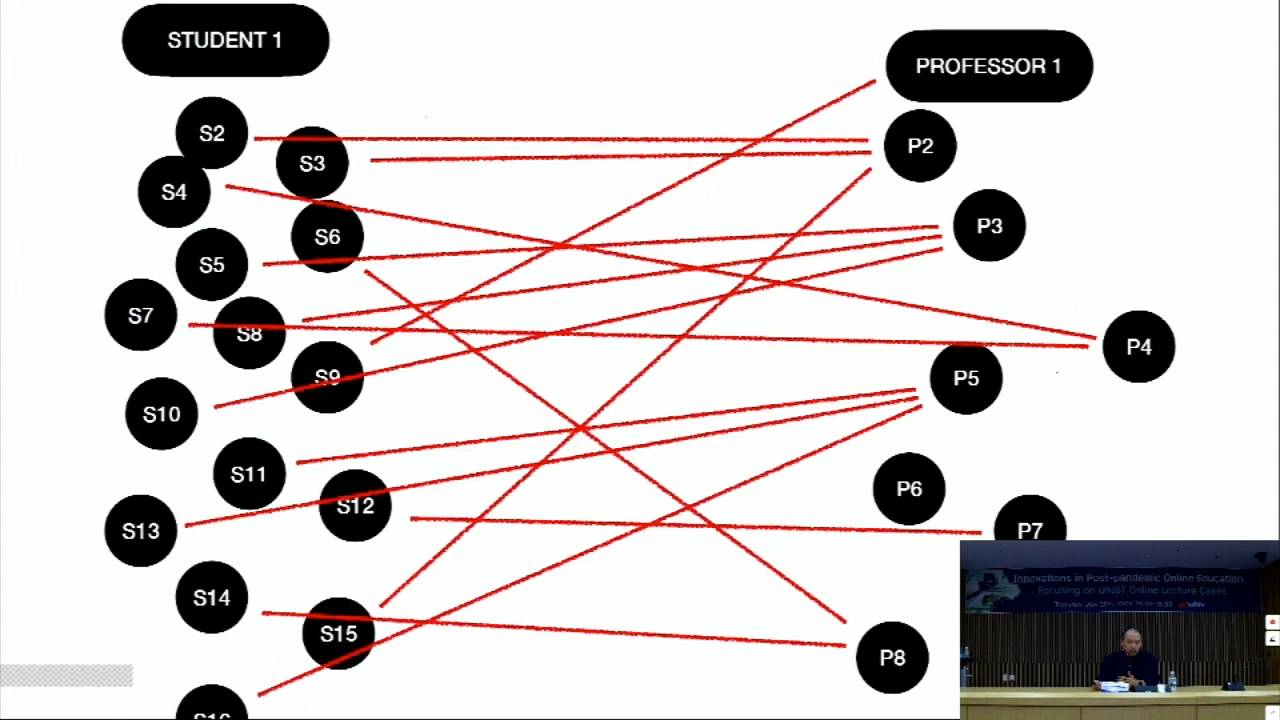 STUDENT 1
PROFESSOR 1
S2
P2
S3
S4
P3
S6
S5
S7
S8
P4
S9
P5
S10
S11
P6
S12
S13
P7
S14
S15
P8
S16
Innovations in Post-pandemic Online Education
Focusing on UNIST Online Lecture Cases